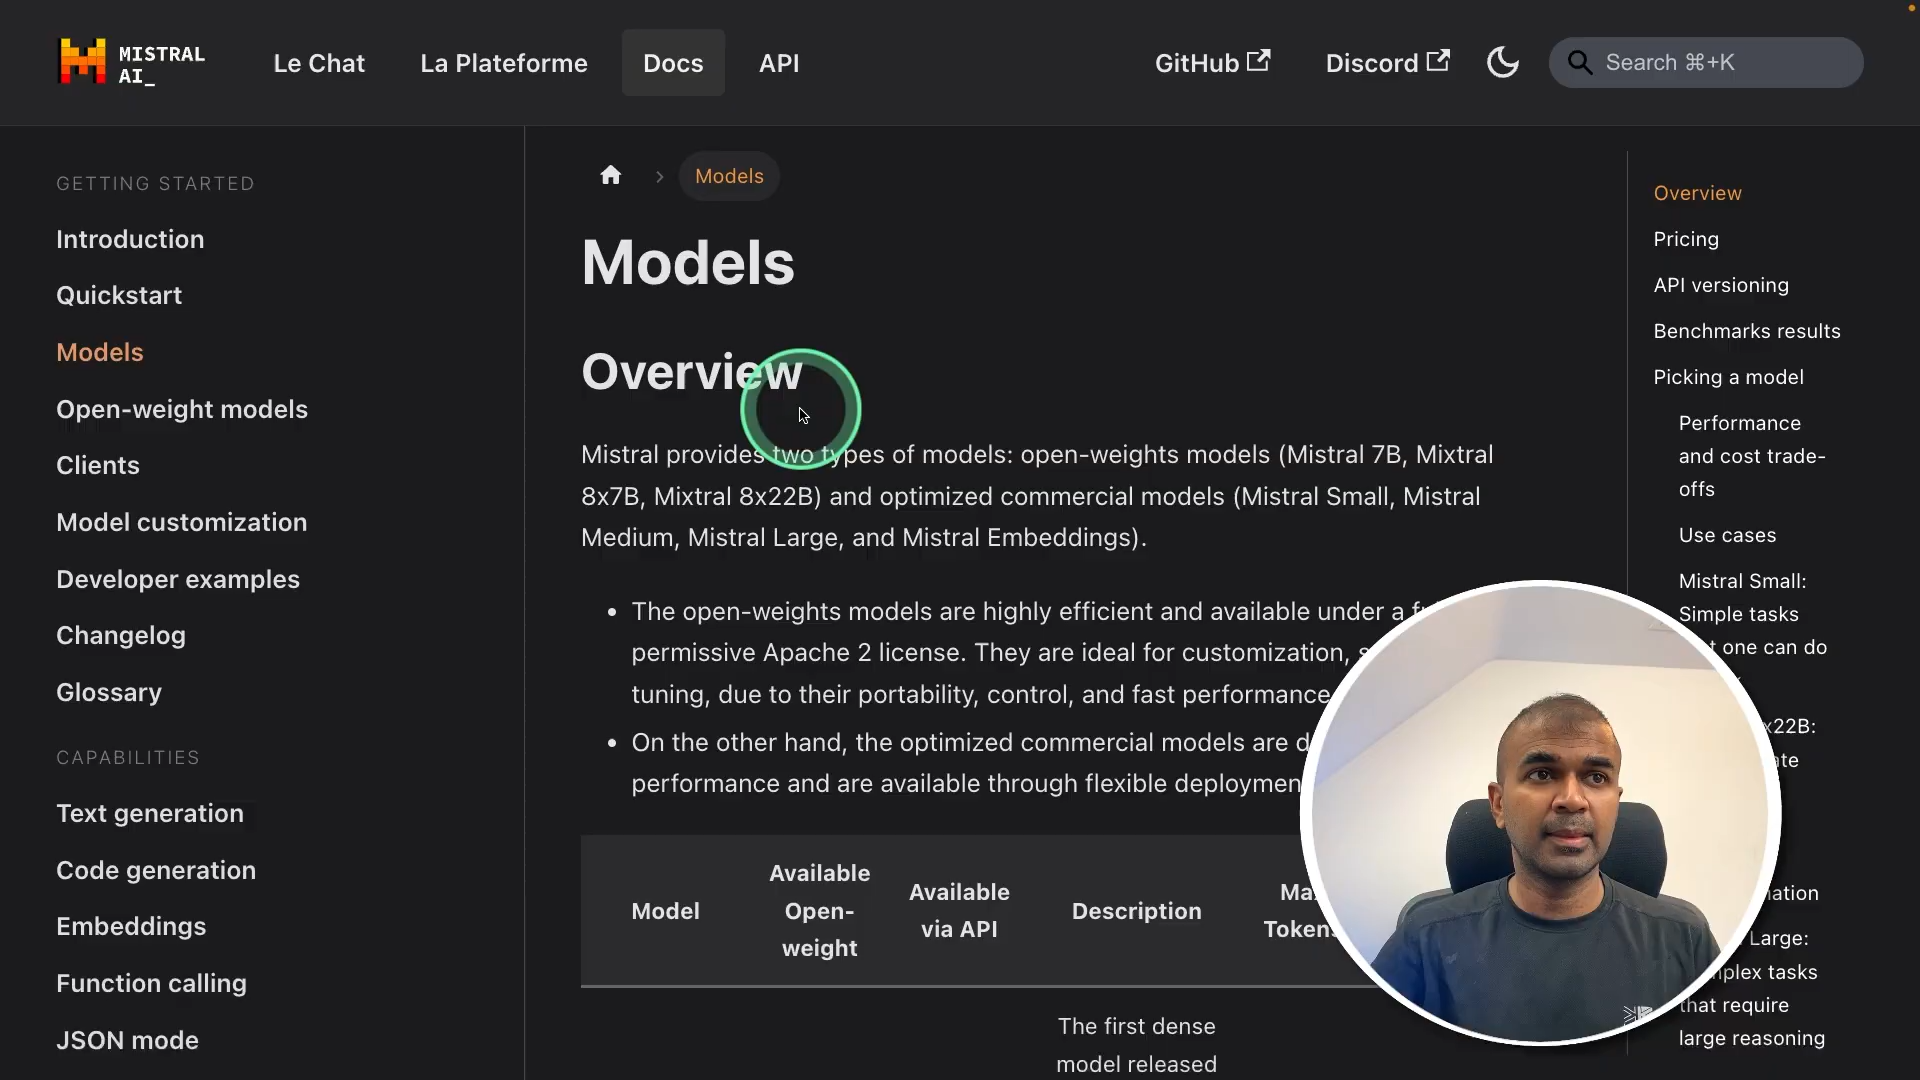 MISTRAL
AI_
Le Chat
La Plateforme
Docs
API
GitHub
Discord
Search ⌘+K
GETTING STARTED
Introduction
Quickstart
Models
Open-weight models
Clients
Model customization
Developer examples
Changelog
Glossary
CAPABILITIES
Text generation
Code generation
Embeddings
Function calling
JSON mode
Models
Models
Overview
Mistral provides two types of models: open-weights models (Mistral 7B, Mixtral
8x7B, Mixtral 8x22B) and optimized commercial models (Mistral Small, Mistral
Medium, Mistral Large, and Mistral Embeddings).
• The open-weights models are highly efficient and available under a
permissive Apache 2 license. They are ideal for customization,
tuning, due to their portability, control, and fast performance
• On the other hand, the optimized commercial models are
performance and are available through flexible
Model
Available
Open-
weight
Available
via API
Description
The first dense
model released
Overview
Pricing
API versioning
Benchmarks results
Picking a model
Performance
and cost trade-
offs
Use cases
Mistral Small:
Simple tasks
one can do
x22B:
Large:
tasks
that require
large reasoning